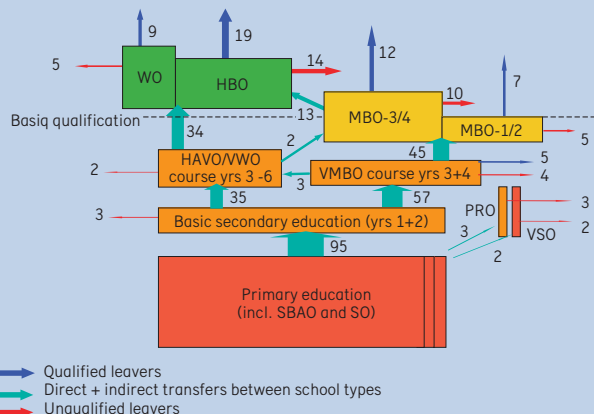 9
19
12
5
WO
HBO
14
10
7
MBO-3/4
MBO-1/2
13
Basiq qualification
34
2
45
5
5
HAVO/VWO
course yrs 3 -6
2
3
VMBO course yrs 3+4
4
35
57
3
Basic secondary education (yrs 1+2)
PRO
3
VSO
2
3
2
95
Primary education
(incl. SBAO and SO)
Qualified leavers
Direct + indirect transfers between school types
Unqualified leavers